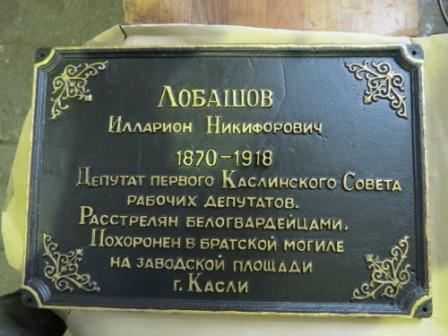 Лобашов
Илларион Никифорович
1870-1918
Депутат первого Каслинского Совета
рабочих депутатов.
Расстрелян белогвардейцами.
Похоронен в братской могиле
на заводской площади
г. Касли